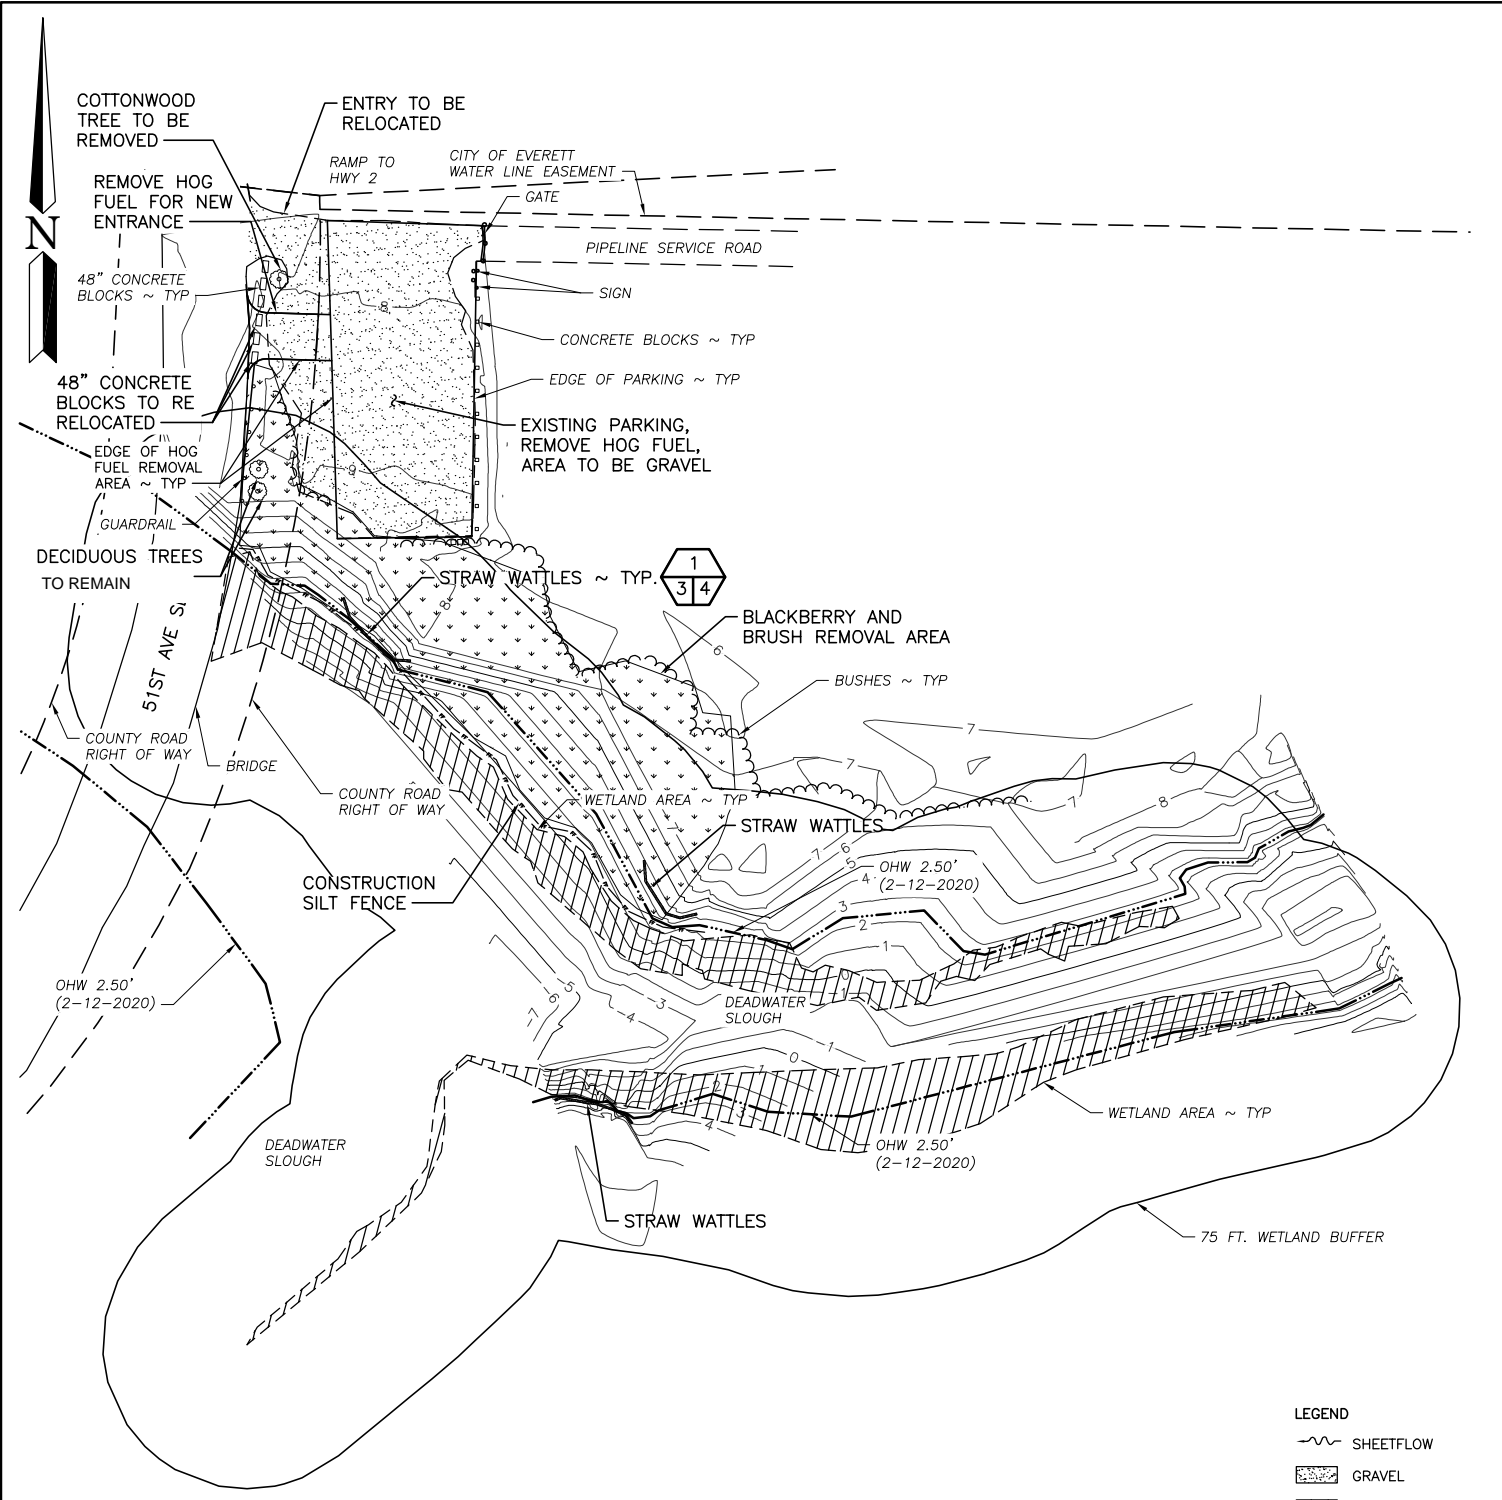 COTTONWOOD
TREE TO BE
REMOVED
ENTRY TO BE
RELOCATED
RAMP TO
HWY 2
CITY OF EVERETT
WATER LINE EASEMENT
GATE
REMOVE HOG
FUEL FOR NEW
ENTRANCE
N
PIPELINE SERVICE ROAD
48" CONCRETE
BLOCKS ~ TYP
SIGN
8
CONCRETE BLOCKS ~ TYP
EDGE OF PARKING ~ TYP
48" CONCRETE
BLOCKS TO RE
RELOCATED
EXISTING PARKING,
REMOVE HOG FUEL,
AREA TO BE GRAVEL
EDGE OF HOG
FUEL REMOVAL
AREA ~ TYP
GUARDRAIL
DECIDUOUS TREES
TO REMAIN
STRAW WATTLES ~ TYP.
1
3 4
8
BLACKBERRY AND
BRUSH REMOVAL AREA
6
BUSHES ~ TYP
51ST AVE S
COUNTY ROAD
RIGHT OF WAY
BRIDGE
7
7
COUNTY ROAD
RIGHT OF WAY
WETLAND AREA ~ TYP
7
8
STRAW WATTLES
7
6
5
4
OHW 2.50'
(2-12-2020)
CONSTRUCTION
SILT FENCE
3
2
1
0
-1
DEADWATER
SLOUGH
OHW 2.50'
(2-12-2020)
-5
-6
-7
-3
-4
-1
0
1
2
3
4
WETLAND AREA ~ TYP
OHW 2.50'
(2-12-2020)
DEADWATER
SLOUGH
STRAW WATTLES
75 FT. WETLAND BUFFER
LEGEND
SHEETFLOW
GRAVEL